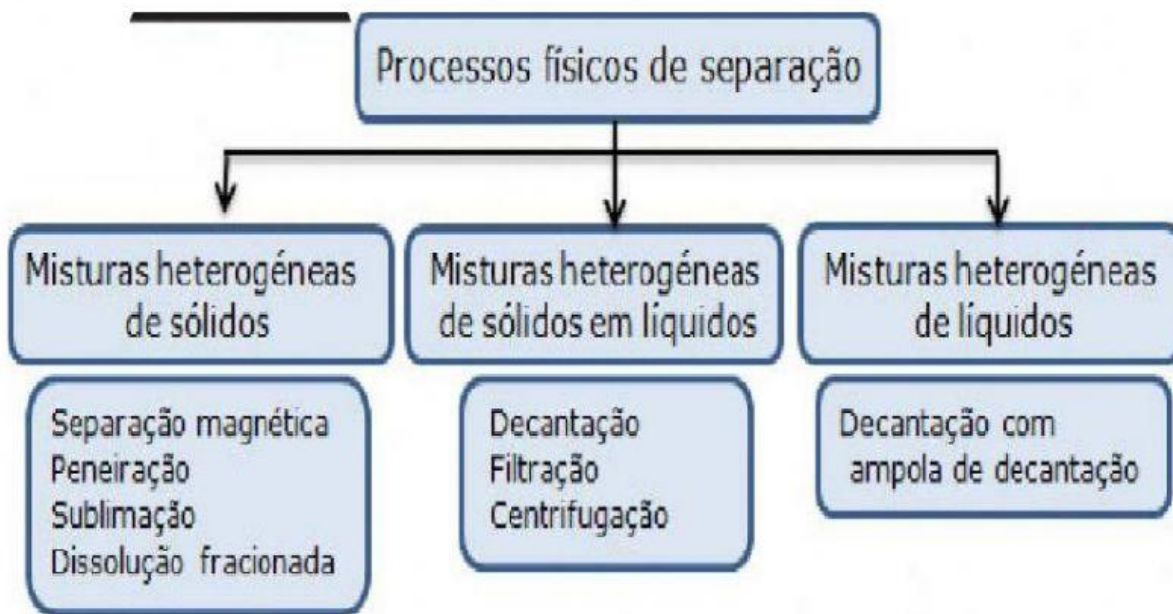 Processos físicos de separação
Misturas heterogéneas
de sólidos
Separação magnética
Peneiração
Sublimação
Dissolução fracionada
Misturas heterogéneas
de sólidos em líquidos
Decantação
Filtração
Centrifugação
Misturas heterogéneas
de líquidos
Decantação com
ampola de decantação